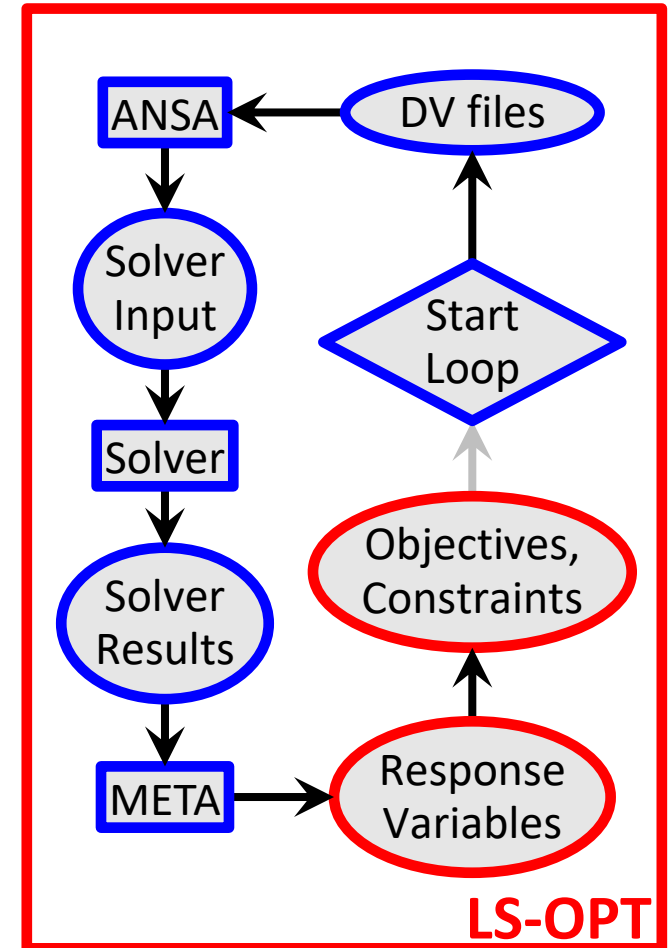 ANSA
DV files
Solver
Input
Start
Loop
Solver
Objectives,
Constraints
Solver
Results
META
Response
Variables
LS-OPT